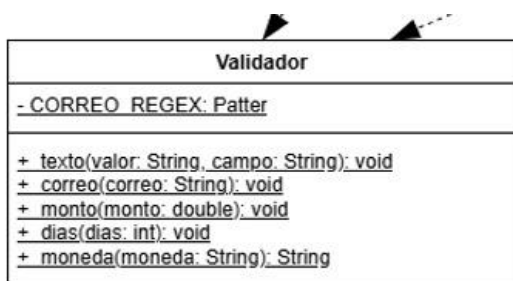 Validador
- CORREO_REGEX: Patter
+ texto(valor: String, campo: String): void
+ correo(correo: String): void
+ monto(monto: double): void
+ dias(dias: int): void
+ moneda(moneda: String): String